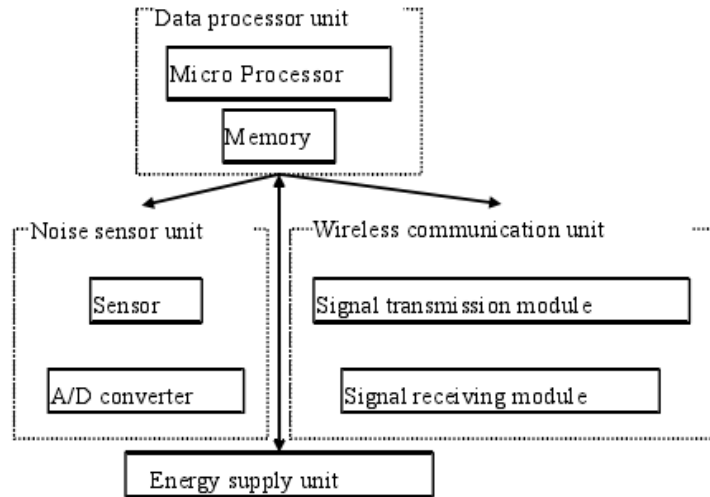 Data processor unit
Micro Processor
Memory
Noise sensor unit
Sensor
A/D converter
Wireless communication unit
Signal transmission module
Signal receiving module
Energy supply unit